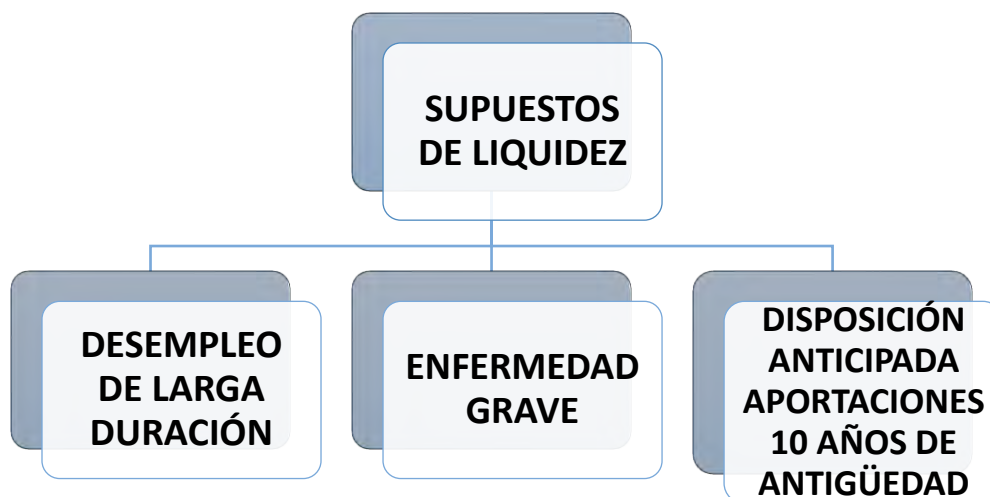 SUPUESTOS
DE LIQUIDEZ
DESEMPLEO
DE LARGA
DURACIÓN
ENFERMEDAD
GRAVE
DISPOSICIÓN
ANTICIPADA
APORTACIONES
10 AÑOS DE
ANTIGÜEDAD